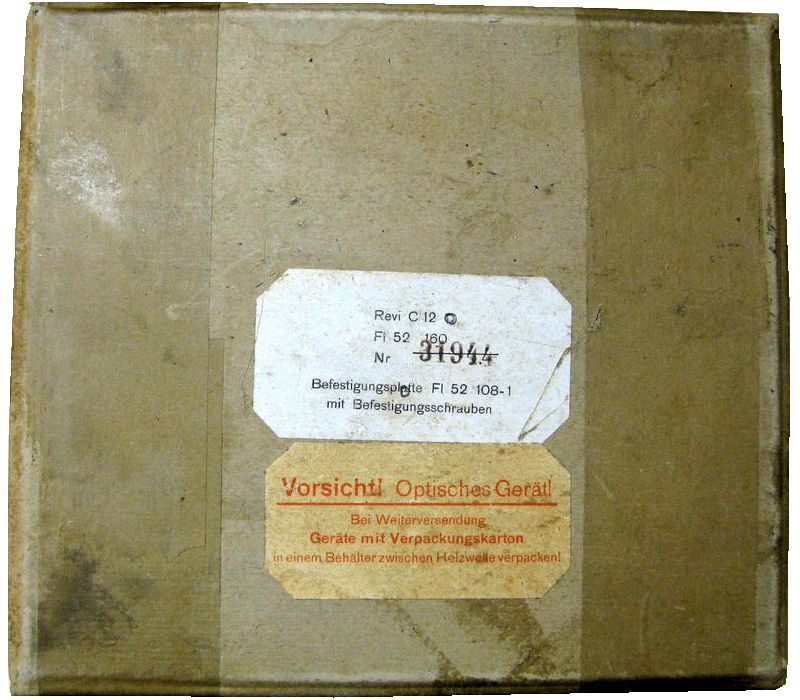 Revi C 12 D
Fl 52 160
Nr 31944
Befestigungsplatte Fl 52 108-1
mit Befestigungsschrauben
Vorsicht! Optisches Gerät!
Bei Weiterversendung
Geräte mit Verpackungskarton
in einem Behälter zwischen Holzwolle verpacken!